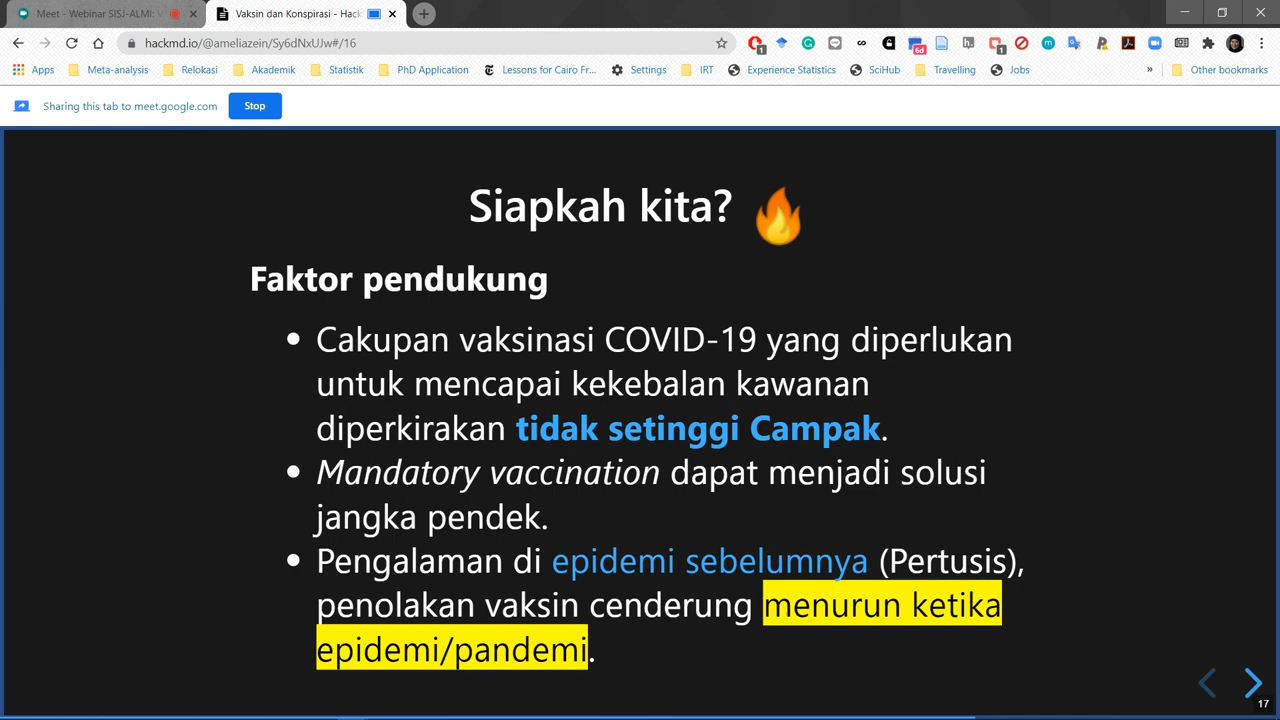 Meet - Webinar SISJ-ALMI: V
Vaksin dan Konspirasi - Hack
hackmd.io/@ameliazein/Sy6dNxUJw#/16
1
6d
1
Apps
Meta-analysis
Relokasi
Akademik
Statistik
PhD Application
Lessons for Cairo Fr...
Settings
IRT
Experience Statistics
SciHub
Travelling
Jobs
»
Other bookmarks
Sharing this tab to meet.google.com
Stop
Siapkah kita?
Faktor pendukung
Cakupan vaksinasi COVID-19 yang diperlukan
untuk mencapai kekebalan kawanan
diperkirakan tidak setinggi Campak.
Mandatory vaccination dapat menjadi solusi
jangka pendek.
Pengalaman di epidemi sebelumnya (Pertusis),
penolakan vaksin cenderung menurun ketika
epidemi/pandemi.
17